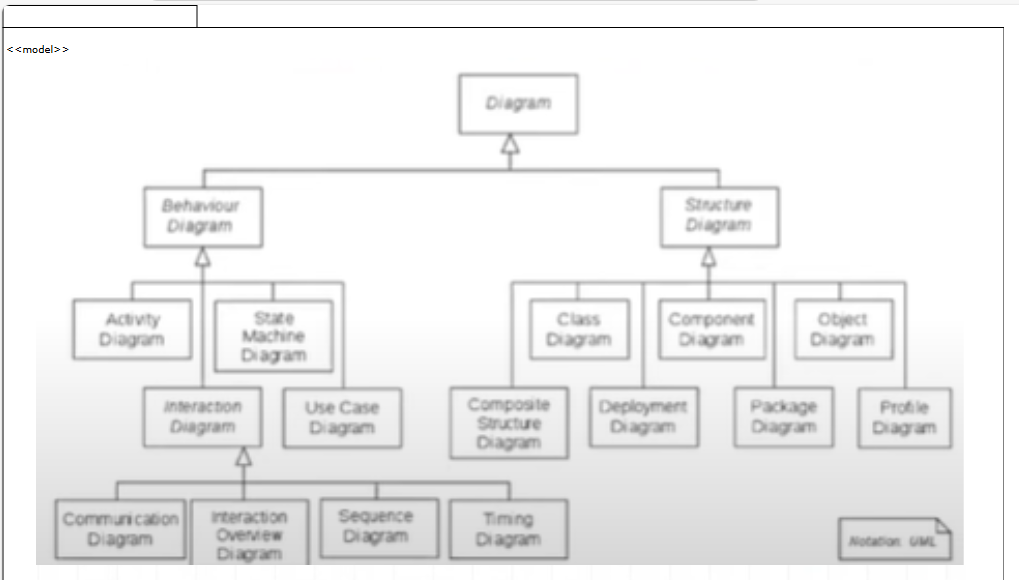 <<model>>
Diagram
Behaviour
Diagram
Structure
Diagram
Activity
Diagram
State
Machine
Diagram
Class
Diagram
Component
Diagram
Object
Diagram
Interaction
Diagram
Use Case
Diagram
Composite
Structure
Diagram
Deployment
Diagram
Package
Diagram
Profile
Diagram
Communication
Diagram
Interaction
Overview
Diagram
Sequence
Diagram
Timing
Diagram
Notation: UML